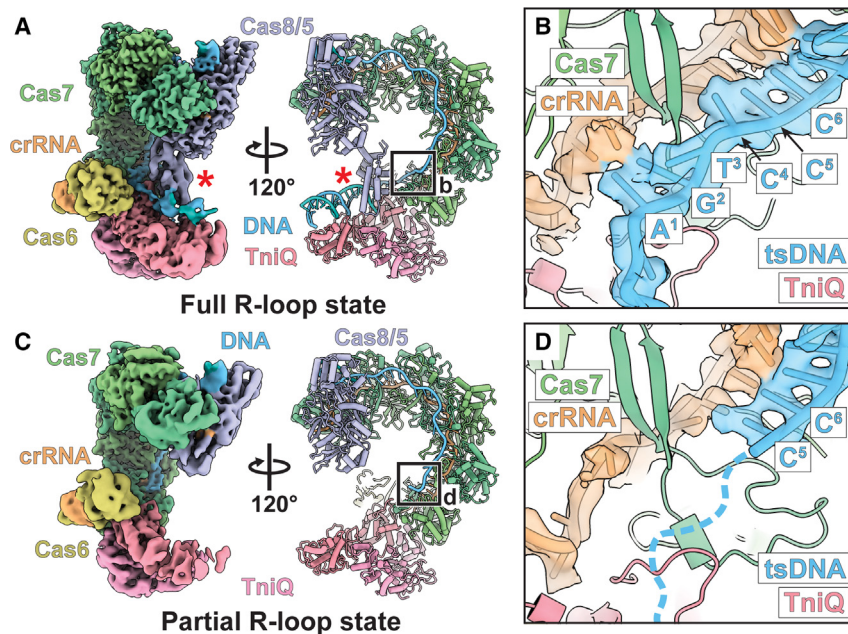 A
Cas8/5
Cas7
crRNA
Cas6
*
120°
*
b
DNA
TniQ
Full R-loop state
B
Cas7
crRNA
C⁶
C⁵
C⁴
T³
G²
A¹
tsDNA
TniQ
C
DNA
Cas8/5
Cas7
crRNA
Cas6
120°
d
TniQ
Partial R-loop state
D
Cas7
crRNA
C⁶
C⁵
tsDNA
TniQ